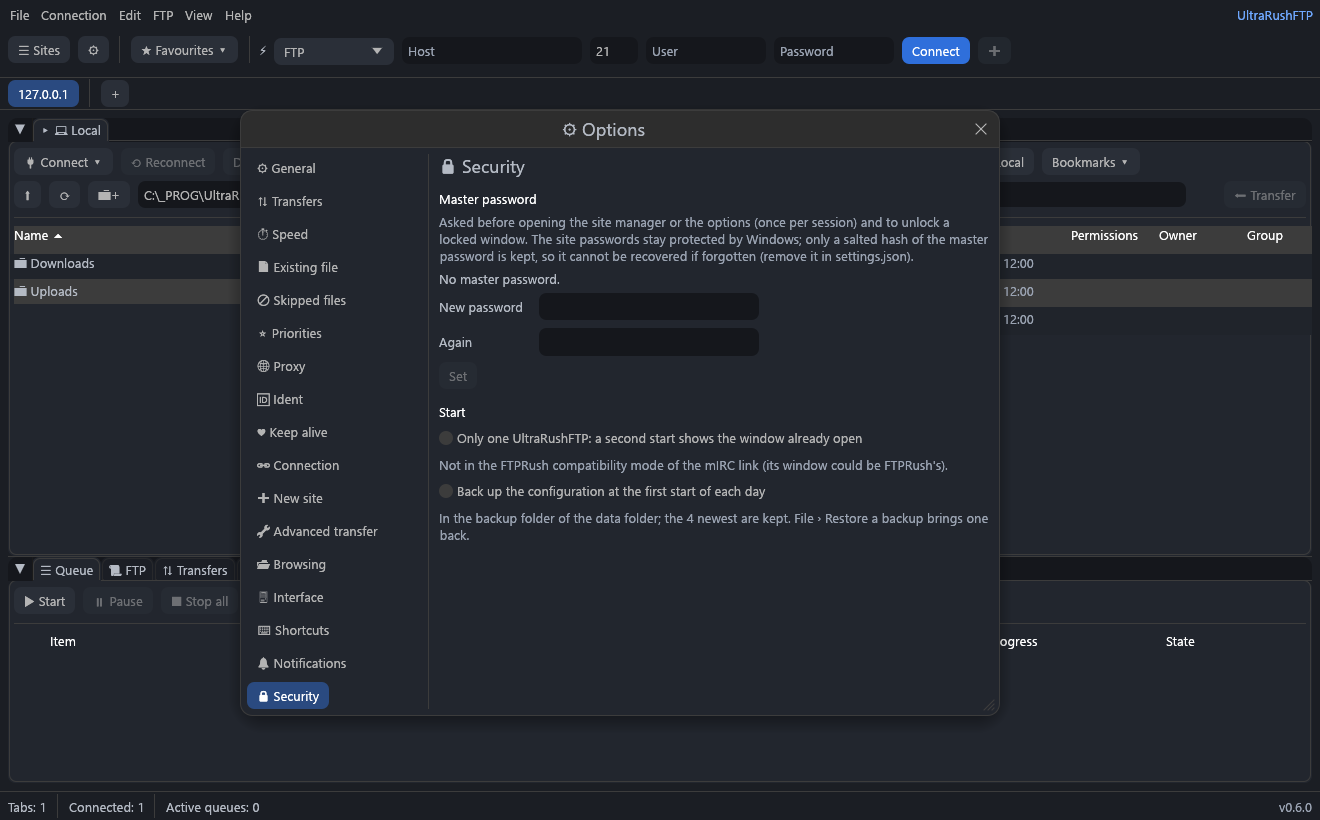 File Connection Edit FTP View Help UltraRushFTP
Sites Favourites FTP Host 21 User Password Connect +
127.0.0.1 +
Local
Connect Reconnect D ocal Bookmarks
C:\_PROG\UltraR Transfer
Name Permissions Owner Group
Downloads 12:00
Uploads 12:00
12:00
Options
General
Transfers
Speed
Existing file
Skipped files
Priorities
Proxy
Ident
Keep alive
Connection
New site
Advanced transfer
Browsing
Interface
Shortcuts
Notifications
Security
Security
Master password
Asked before opening the site manager or the options (once per session) and to unlock a
locked window. The site passwords stay protected by Windows; only a salted hash of the master
password is kept, so it cannot be recovered if forgotten (remove it in settings.json).
No master password.
New password
Again
Set
Start
Only one UltraRushFTP: a second start shows the window already open
Not in the FTPRush compatibility mode of the mIRC link (its window could be FTPRush's).
Back up the configuration at the first start of each day
In the backup folder of the data folder; the 4 newest are kept. File › Restore a backup brings one
back.
Queue FTP Transfers
Start Pause Stop all
Item ogress State
Tabs: 1 Connected: 1 Active queues: 0 v0.6.0